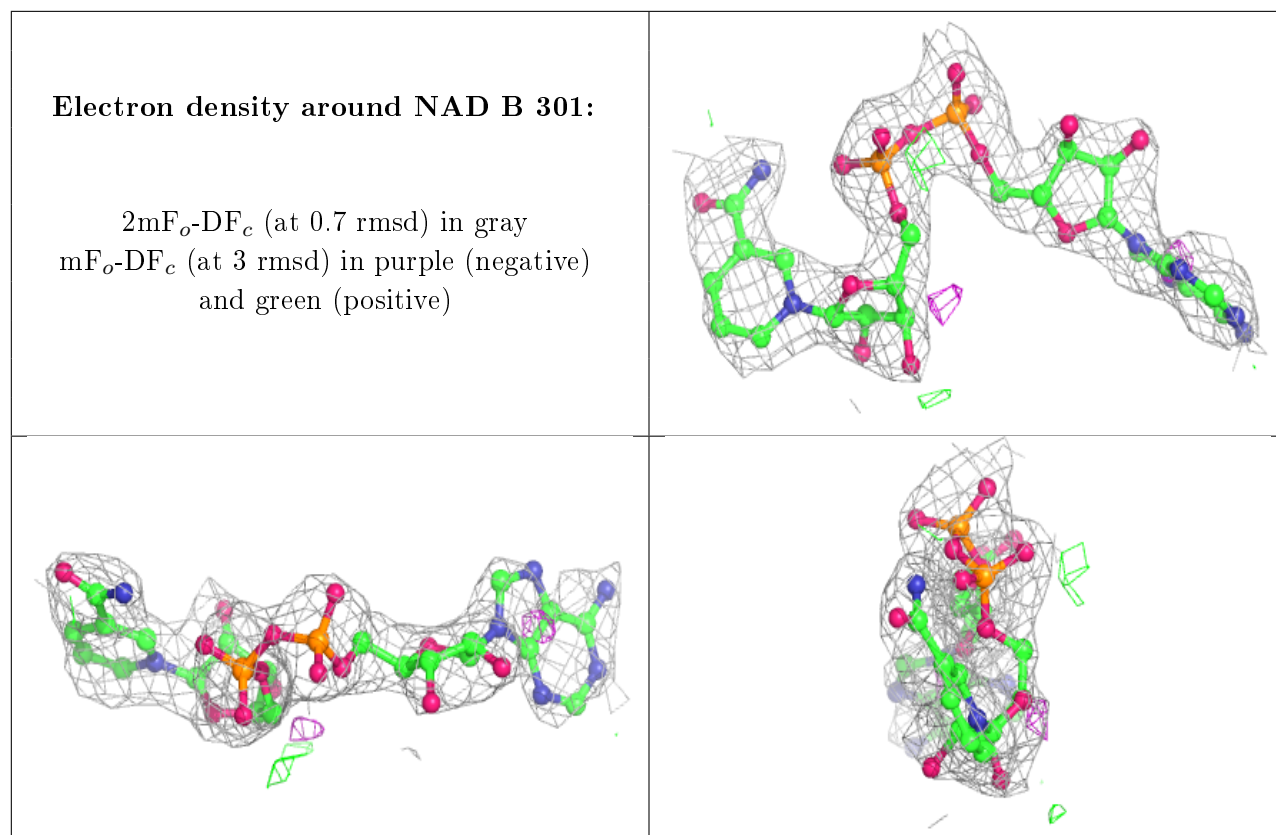 Electron density around NAD B 301:
2mFₒ-DF𝒸 (at 0.7 rmsd) in gray
mFₒ-DF𝒸 (at 3 rmsd) in purple (negative)
and green (positive)